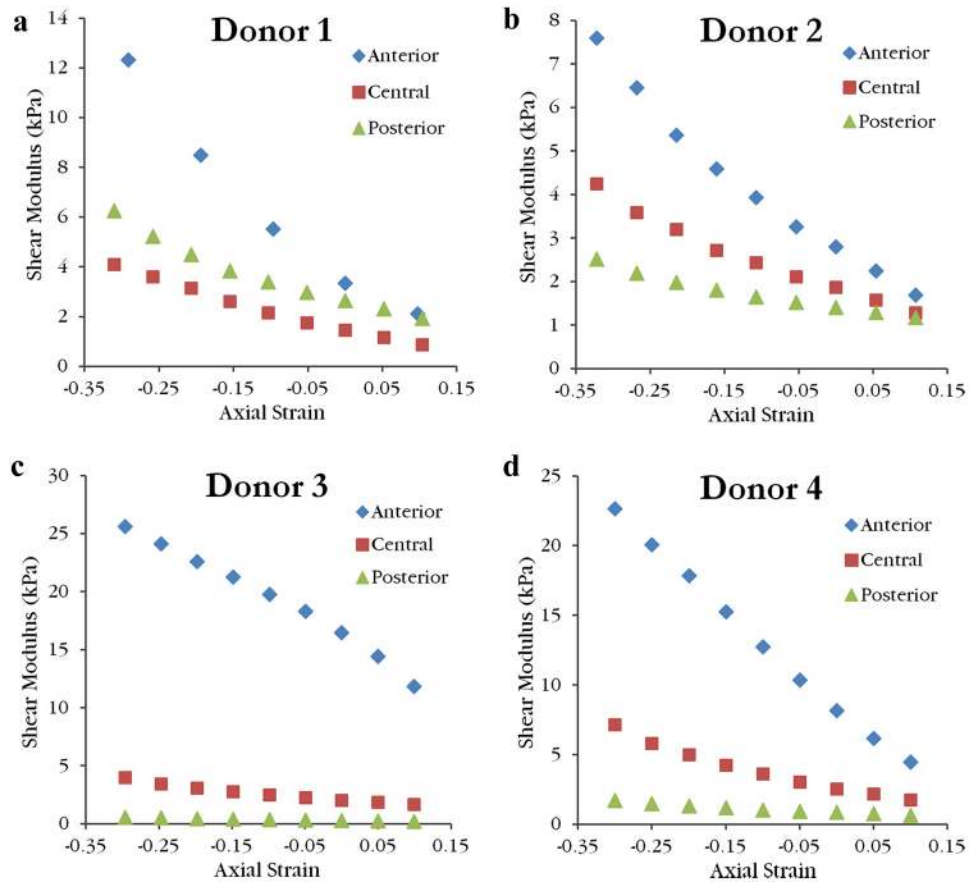 a
Donor 1
Shear Modulus (kPa)
14
12
10
8
6
4
2
0
Anterior
Central
Posterior
-0.35 -0.25 -0.15 -0.05 0.05 0.15
Axial Strain
b
Donor 2
Shear Modulus (kPa)
8
7
6
5
4
3
2
1
0
Anterior
Central
Posterior
-0.35 -0.25 -0.15 -0.05 0.05 0.15
Axial Strain
c
Donor 3
Shear Modulus (kPa)
30
25
20
15
10
5
0
Anterior
Central
Posterior
-0.35 -0.25 -0.15 -0.05 0.05 0.15
Axial Strain
d
Donor 4
Shear Modulus (kPa)
25
20
15
10
5
0
Anterior
Central
Posterior
-0.35 -0.25 -0.15 -0.05 0.05 0.15
Axial Strain